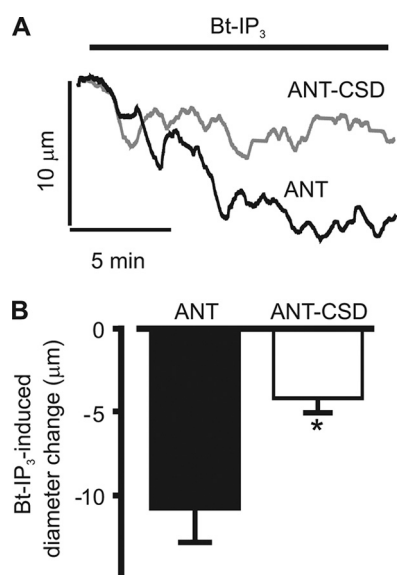 A
Bt-IP₃
ANT-CSD
ANT
10 μm
5 min
B
ANT ANT-CSD
0
-5
-10
*
Bt-IP₃-induced
diameter change (μm)